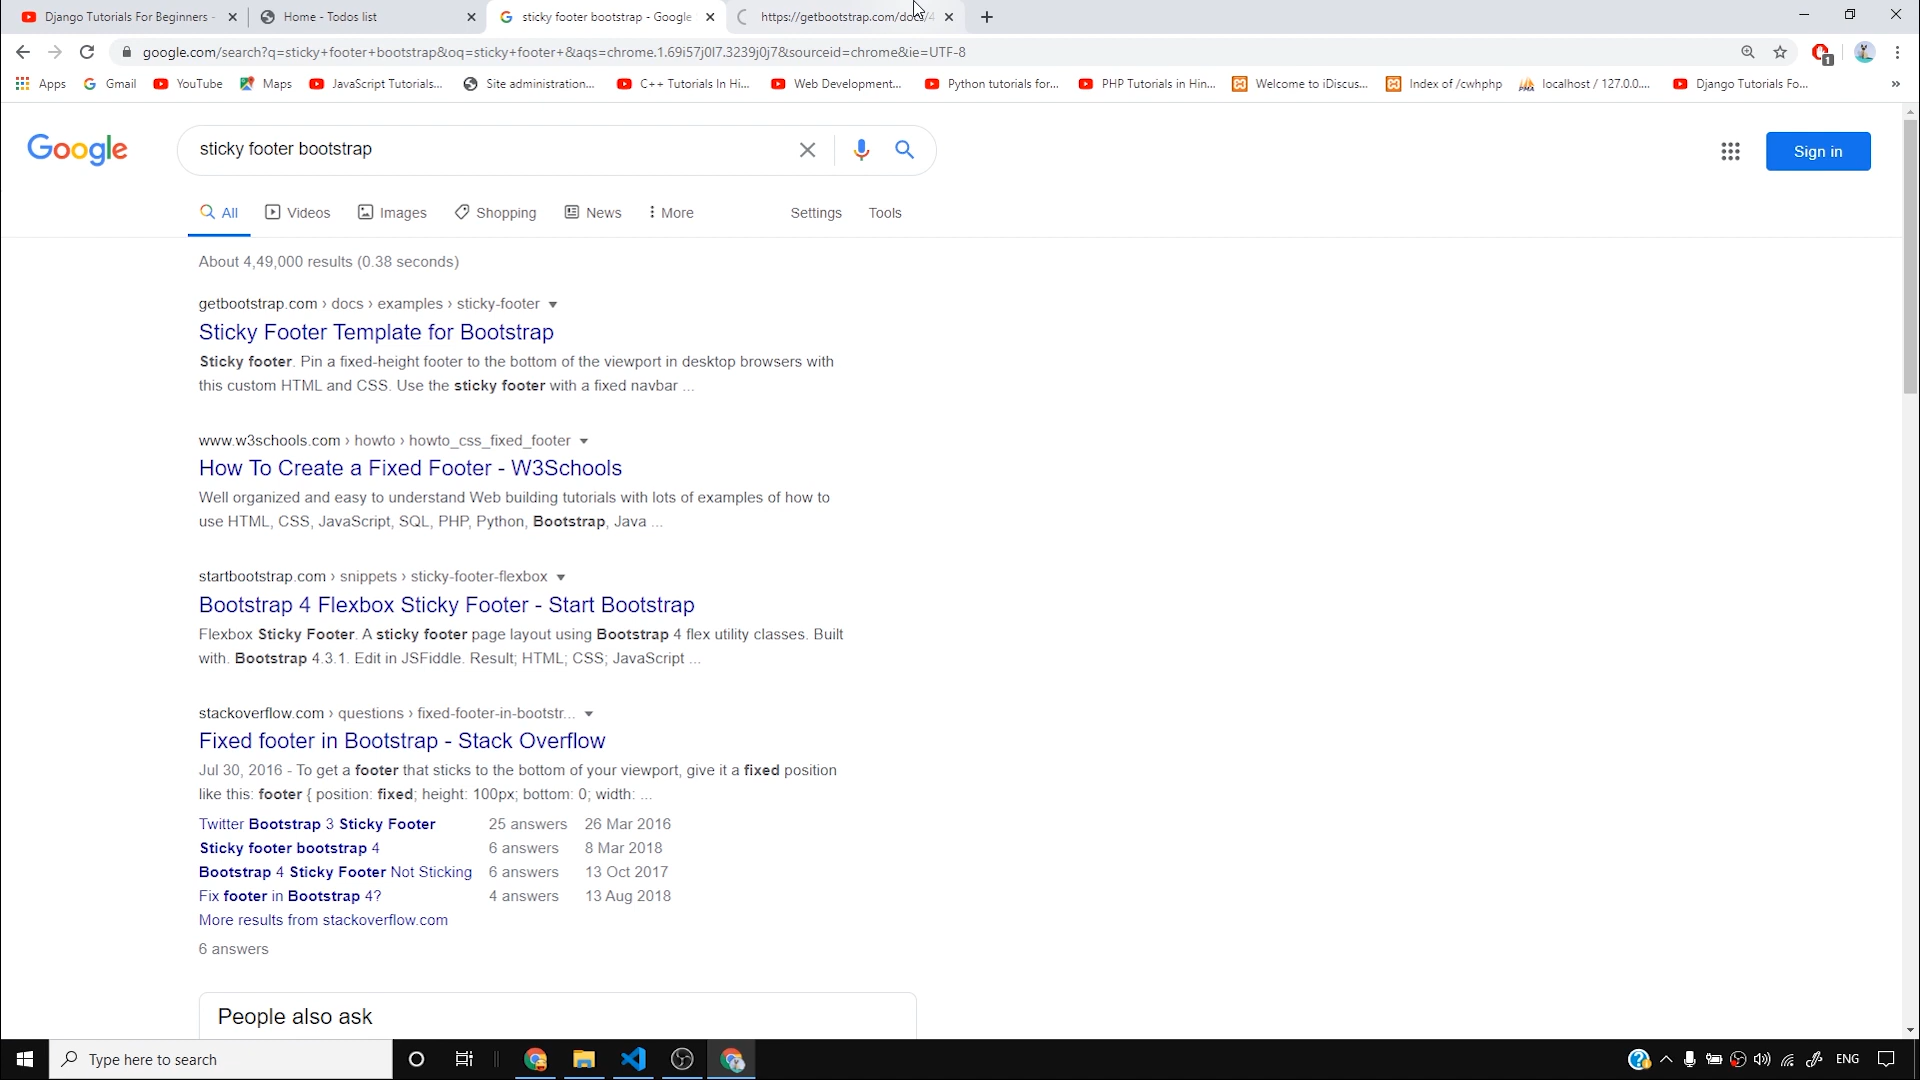 Django Tutorials For Beginners -
Home - Todos list
sticky footer bootstrap - Google
https://getbootstrap.com/docs/4
google.com/search?q=sticky+footer+bootstrap&oq=sticky+footer+&aqs=chrome.1.69i57j0l7.3239j0j7&sourceid=chrome&ie=UTF-8
1
Apps
Gmail
YouTube
Maps
JavaScript Tutorials...
Site administration...
C++ Tutorials In Hi...
Web Development...
Python tutorials for...
PHP Tutorials in Hin...
Welcome to iDiscus...
Index of /cwhphp
localhost / 127.0.0....
Django Tutorials Fo...
»
Google
sticky footer bootstrap
Sign in
All
Videos
Images
Shopping
News
More
Settings
Tools
About 4,49,000 results (0.38 seconds)
getbootstrap.com › docs › examples › sticky-footer
Sticky Footer Template for Bootstrap
Sticky footer. Pin a fixed-height footer to the bottom of the viewport in desktop browsers with
this custom HTML and CSS. Use the sticky footer with a fixed navbar ...
www.w3schools.com › howto › howto_css_fixed_footer
How To Create a Fixed Footer - W3Schools
Well organized and easy to understand Web building tutorials with lots of examples of how to
use HTML, CSS, JavaScript, SQL, PHP, Python, Bootstrap, Java ...
startbootstrap.com › snippets › sticky-footer-flexbox
Bootstrap 4 Flexbox Sticky Footer - Start Bootstrap
Flexbox Sticky Footer. A sticky footer page layout using Bootstrap 4 flex utility classes. Built
with. Bootstrap 4.3.1. Edit in JSFiddle. Result; HTML; CSS; JavaScript ...
stackoverflow.com › questions › fixed-footer-in-bootstr...
Fixed footer in Bootstrap - Stack Overflow
Jul 30, 2016 - To get a footer that sticks to the bottom of your viewport, give it a fixed position
like this: footer { position: fixed; height: 100px; bottom: 0; width: ...
Twitter Bootstrap 3 Sticky Footer 25 answers 26 Mar 2016
Sticky footer bootstrap 4 6 answers 8 Mar 2018
Bootstrap 4 Sticky Footer Not Sticking 6 answers 13 Oct 2017
Fix footer in Bootstrap 4? 4 answers 13 Aug 2018
More results from stackoverflow.com
6 answers
People also ask
Type here to search
ENG